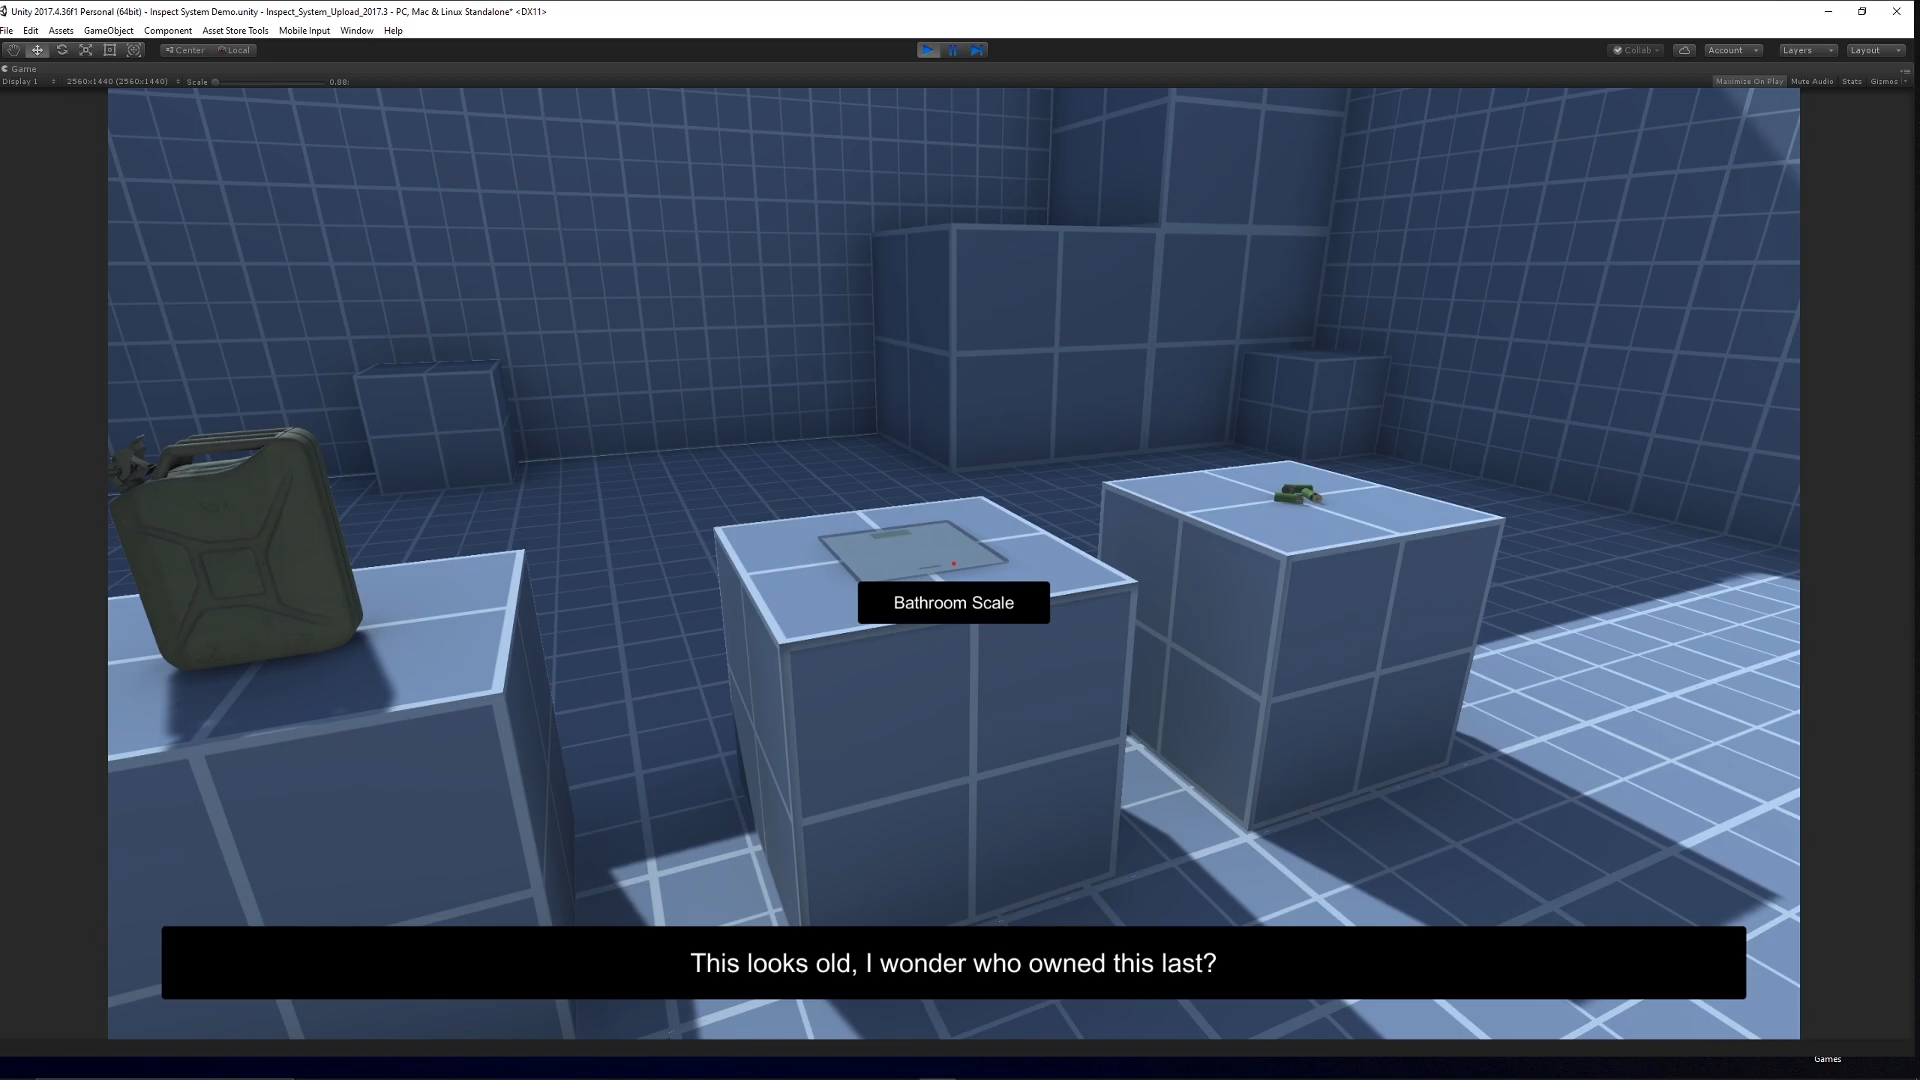 Unity 2017.4.36f1 Personal (64bit) - Inspect System Demo.unity - Inspect_System_Upload_2017.3 - PC, Mac & Linux Standalone* <DX11>
File Edit Assets GameObject Component Asset Store Tools Mobile Input Window Help
Center Local Collab Account Layers Layout
Game
Display 1 2560x1440 (2560x1440) Scale 0.88: Maximize On Play Mute Audio Stats Gizmos
Bathroom Scale
This looks old, I wonder who owned this last?
Games